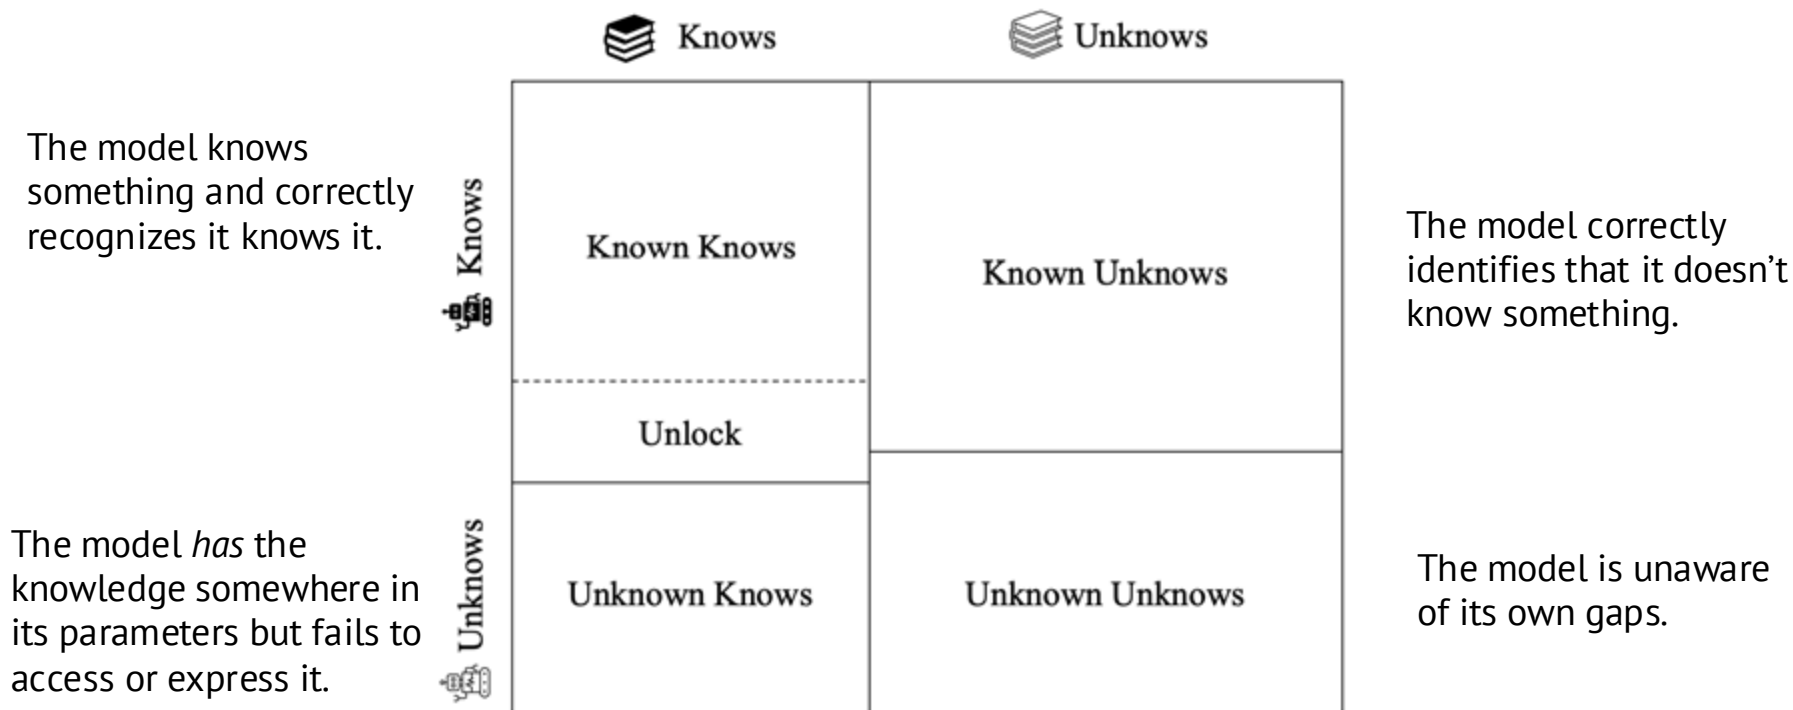 Knows
Unknows
The model knows
something and correctly
recognizes it knows it.
Knows
Known Knows
Known Unknows
The model correctly
identifies that it doesn’t
know something.
Unlock
The model has the
knowledge somewhere in
its parameters but fails to
access or express it.
Unknows
Unknown Knows
Unknown Unknows
The model is unaware
of its own gaps.